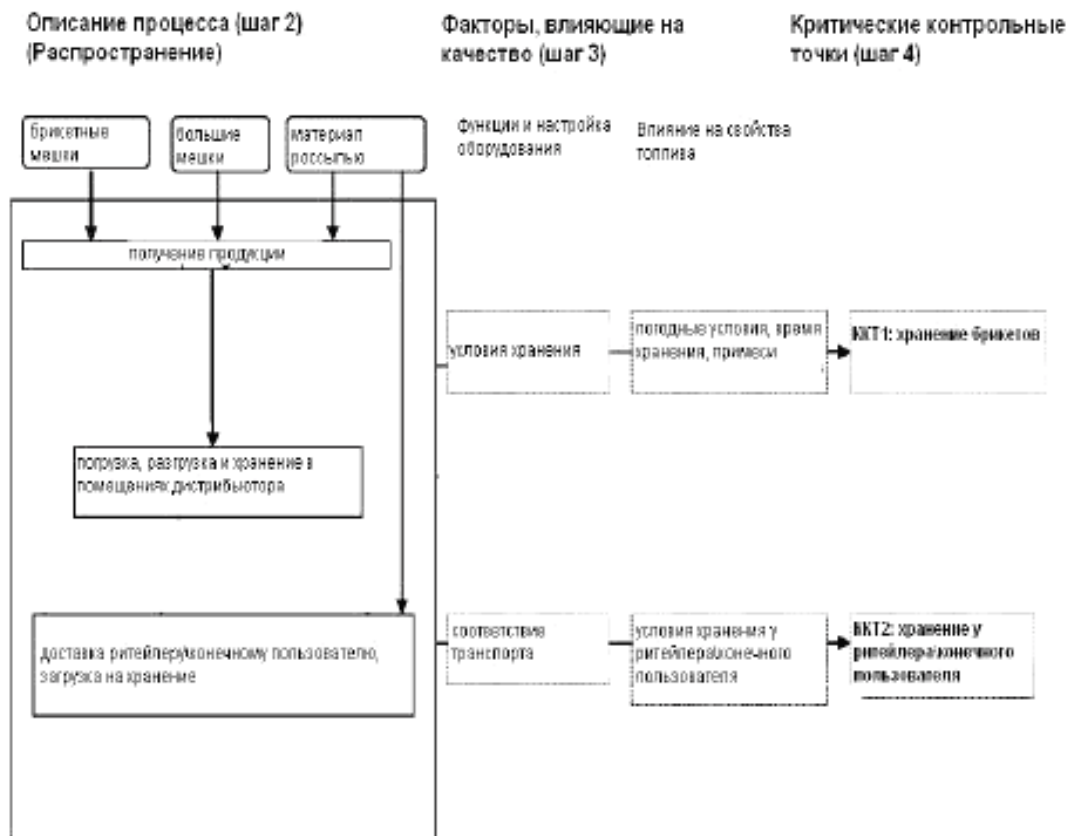 Описание процесса (шаг 2)
(Распространение)
Факторы, влияющие на
качество (шаг 3)
Критические контрольные
точки (шаг 4)
брикетные
мешки
большие
мешки
материал
россыпью
функции и настройка
оборудования
Влияние на свойства
топлива
получение продукции
условия хранения
погодные условия, время
хранения, примеси
ККТ1: хранение брикетов
погрузка, разгрузка и хранение в
помещениях дистрибьютора
доставка ритейлеру\конечному пользователю,
загрузка на хранение
соответствие
транспорта
условия хранения у
ритейлера\конечного
пользователя
ККТ2: хранение у
ритейлера\конечного
пользователя